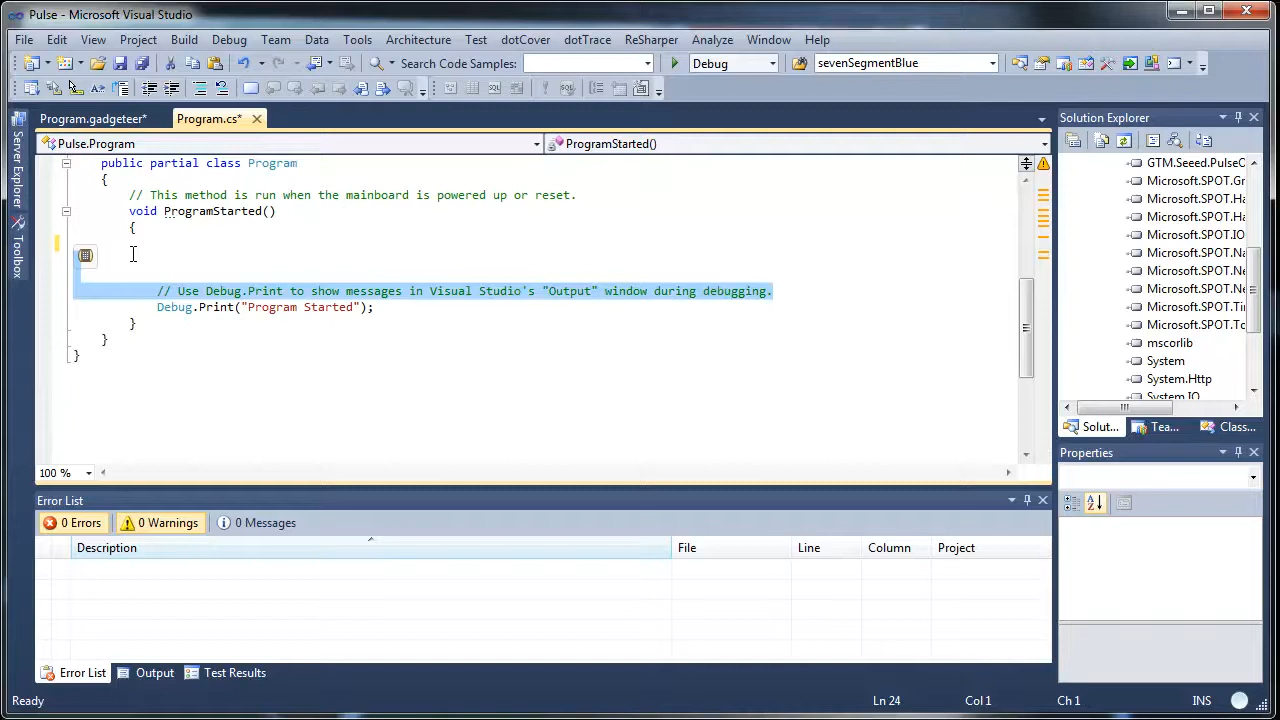 Pulse - Microsoft Visual Studio
File Edit View Project Build Debug Team Data Tools Architecture Test dotCover dotTrace ReSharper Analyze Window Help
Search Code Samples: Debug sevenSegmentBlue
Program.gadgeteer* Program.cs*
Pulse.Program ProgramStarted()
public partial class Program
{
// This method is run when the mainboard is powered up or reset.
void ProgramStarted()
{
// Use Debug.Print to show messages in Visual Studio's "Output" window during debugging.
Debug.Print("Program Started");
}
}
}
100 %
Server Explorer
Toolbox
Solution Explorer
GTM.Seeed.PulseO
Microsoft.SPOT.Gr
Microsoft.SPOT.Ha
Microsoft.SPOT.Ha
Microsoft.SPOT.IO
Microsoft.SPOT.Na
Microsoft.SPOT.Ne
Microsoft.SPOT.Ne
Microsoft.SPOT.Tir
Microsoft.SPOT.Tc
mscorlib
System
System.Http
System.IO
Solut... Tea... Class...
Properties
Error List
0 Errors 0 Warnings 0 Messages
Description File Line Column Project
Error List Output Test Results
Ready Ln 24 Col 1 Ch 1 INS